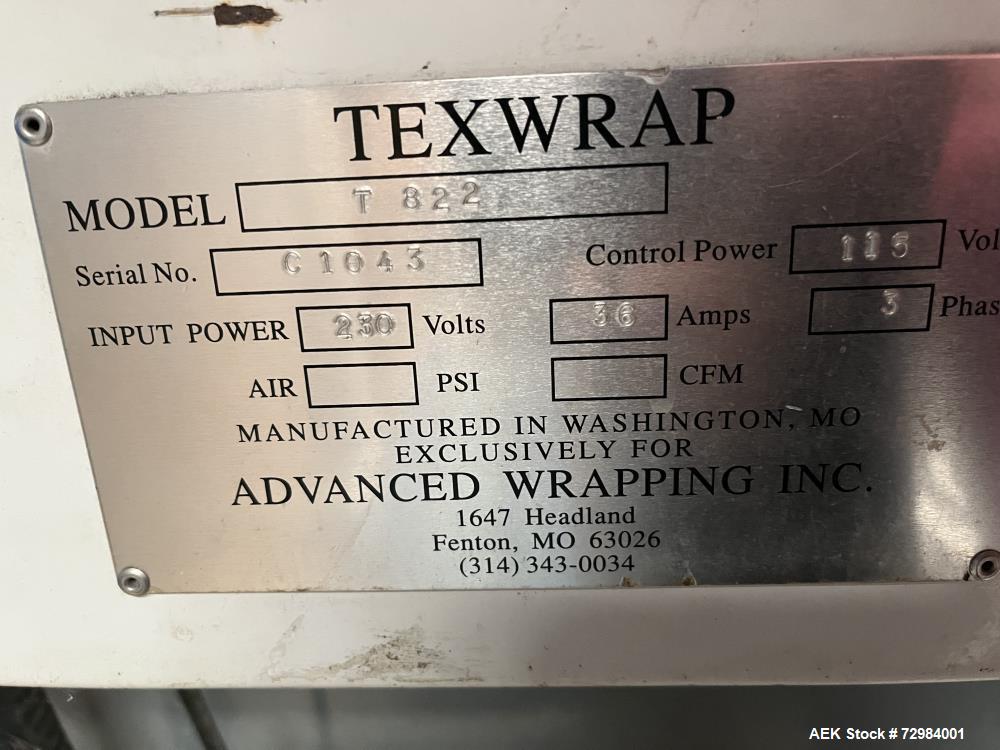 TEXWRAP
MODEL T 822
Serial No. C1043 Control Power 115 Vol
INPUT POWER 230 Volts 36 Amps 3 Phas
AIR PSI CFM
MANUFACTURED IN WASHINGTON, MO
EXCLUSIVELY FOR
ADVANCED WRAPPING INC.
1647 Headland
Fenton, MO 63026
(314) 343-0034
AEK Stock # 72984001